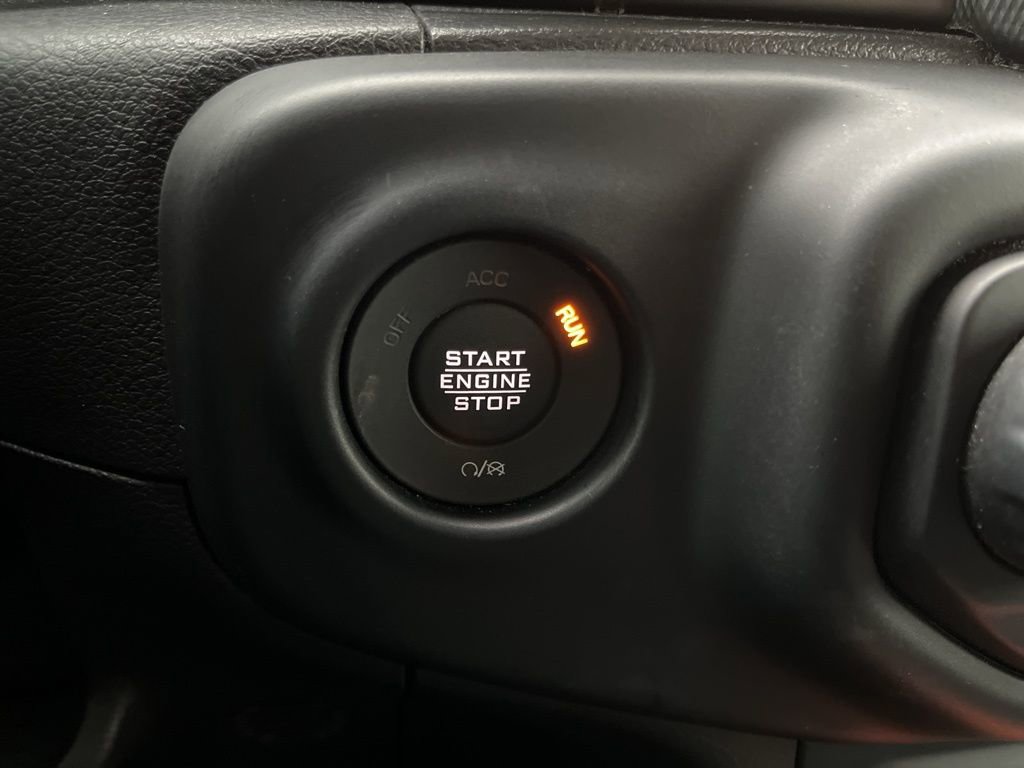 ACC
OFF
RUN
START
ENGINE
STOP